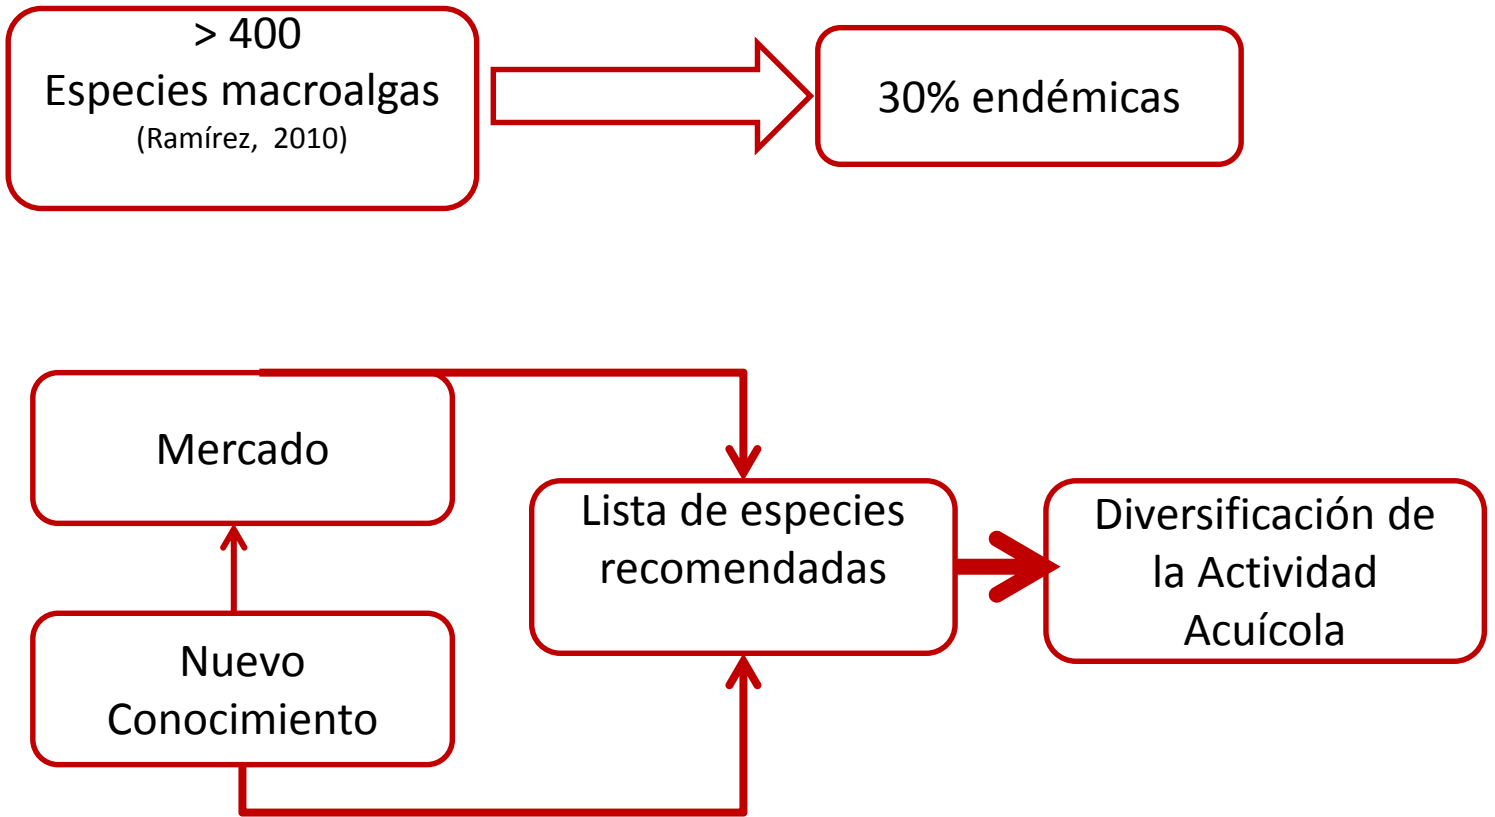 > 400
Especies macroalgas
(Ramírez, 2010)
30% endémicas
Mercado
Nuevo
Conocimiento
Lista de especies
recomendadas
Diversificación de
la Actividad
Acuícola